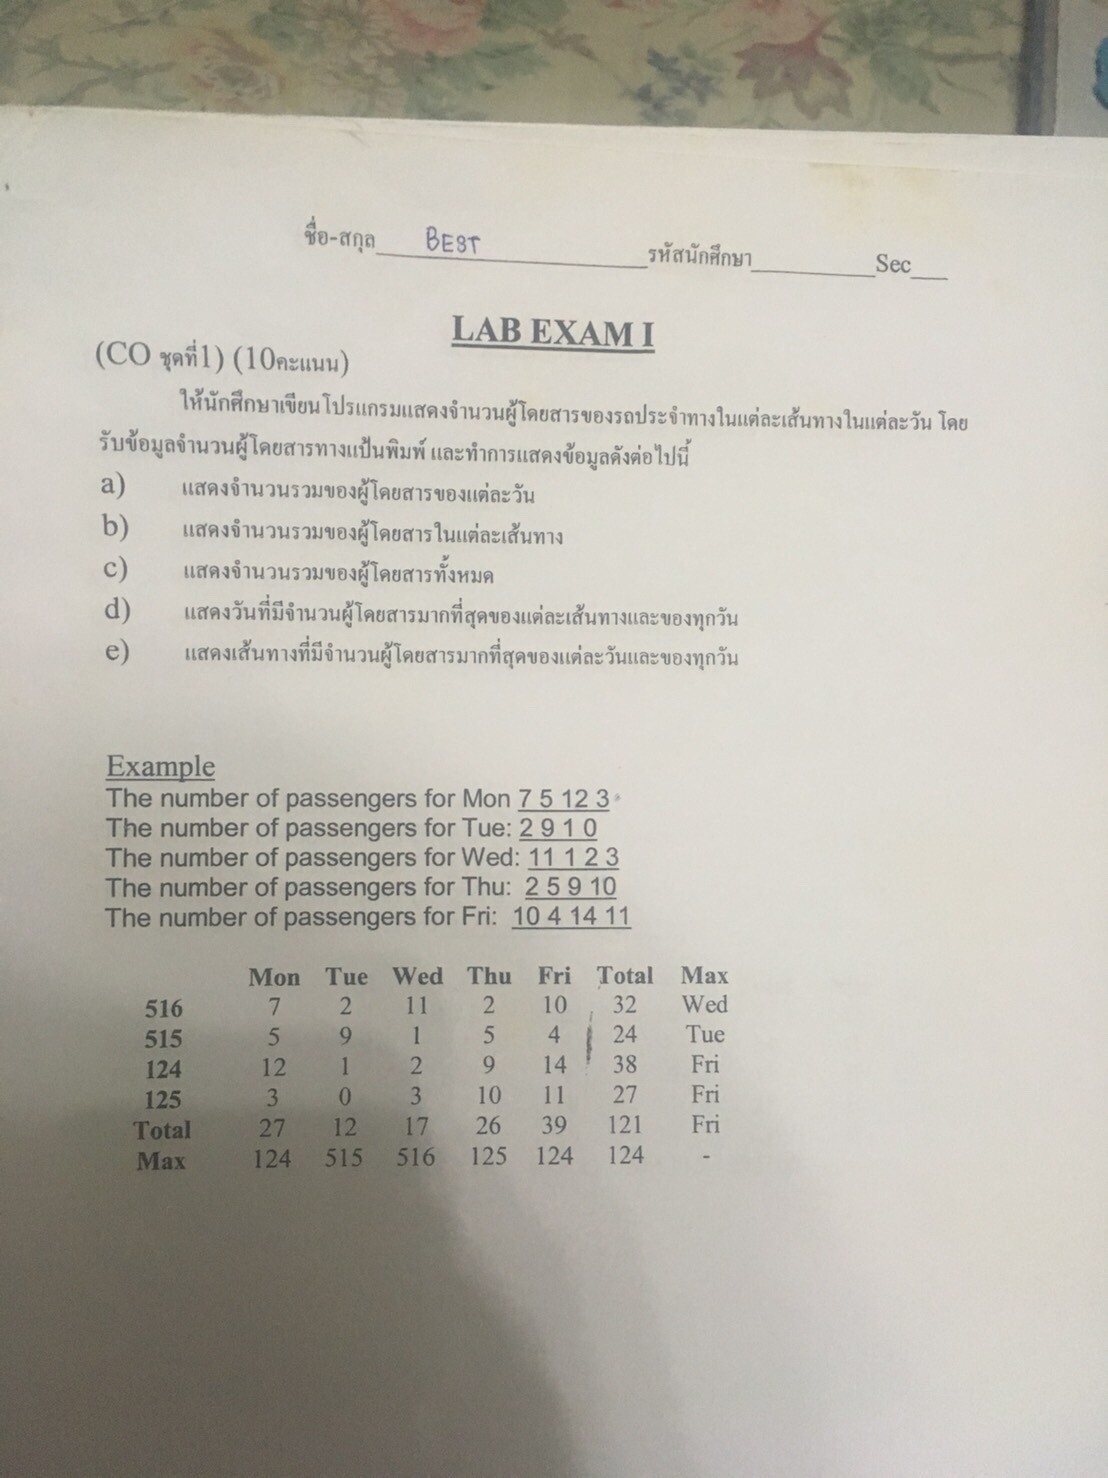 ชื่อ-สกุล BEST รหัสนักศึกษา Sec
LAB EXAM I
(CO ชุดที่1) (10คะแนน)
ให้นักศึกษาเขียนโปรแกรมแสดงจำนวนผู้โดยสารของรถประจำทางในแต่ละเส้นทางในแต่ละวัน โดย
รับข้อมูลจำนวนผู้โดยสารทางแป้นพิมพ์ และทำการแสดงข้อมูลดังต่อไปนี้
a) แสดงจำนวนรวมของผู้โดยสารของแต่ละวัน
b) แสดงจำนวนรวมของผู้โดยสารในแต่ละเส้นทาง
c) แสดงจำนวนรวมของผู้โดยสารทั้งหมด
d) แสดงวันที่มีจำนวนผู้โดยสารมากที่สุดของแต่ละเส้นทางและของทุกวัน
e) แสดงเส้นทางที่มีจำนวนผู้โดยสารมากที่สุดของแต่ละวันและของทุกวัน
Example
The number of passengers for Mon 7 5 12 3
The number of passengers for Tue: 2 9 1 0
The number of passengers for Wed: 11 1 2 3
The number of passengers for Thu: 2 5 9 10
The number of passengers for Fri: 10 4 14 11
Mon Tue Wed Thu Fri Total Max
516 7 2 11 2 10 32 Wed
515 5 9 1 5 4 24 Tue
124 12 1 2 9 14 38 Fri
125 3 0 3 10 11 27 Fri
Total 27 12 17 26 39 121 Fri
Max 124 515 516 125 124 124 -